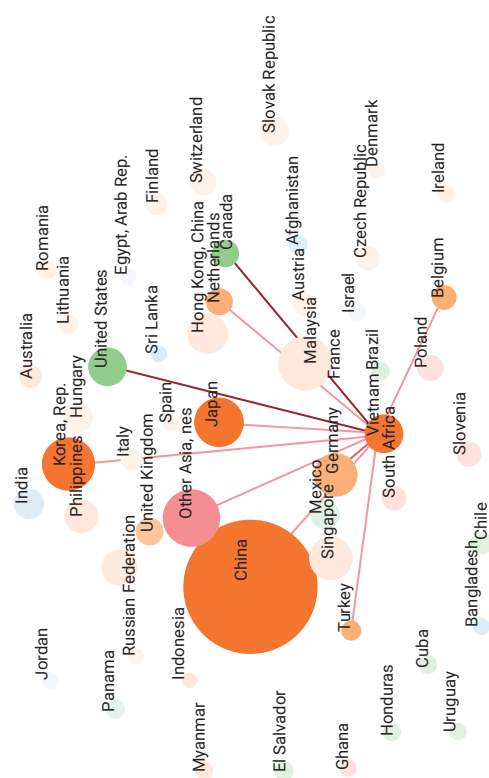 Slovak Republic
Switzerland
Denmark
Finland
Egypt, Arab Rep.
Romania
Ireland
Afghanistan
Czech Republic
Canada
Hong Kong, China
Netherlands
Lithuania
United States
Sri Lanka
Austria
Israel
Belgium
Australia
Malaysia
France
Hungary
Spain
Japan
Vietnam
Brazil
Poland
Korea, Rep.
Philippines
Italy
United Kingdom
Other Asia, nes
Germany
South Africa
Slovenia
India
Mexico
Singapore
China
Russian Federation
Turkey
Chile
Bangladesh
Jordan
Panama
Indonesia
Cuba
Honduras
Uruguay
Myanmar
El Salvador
Ghana